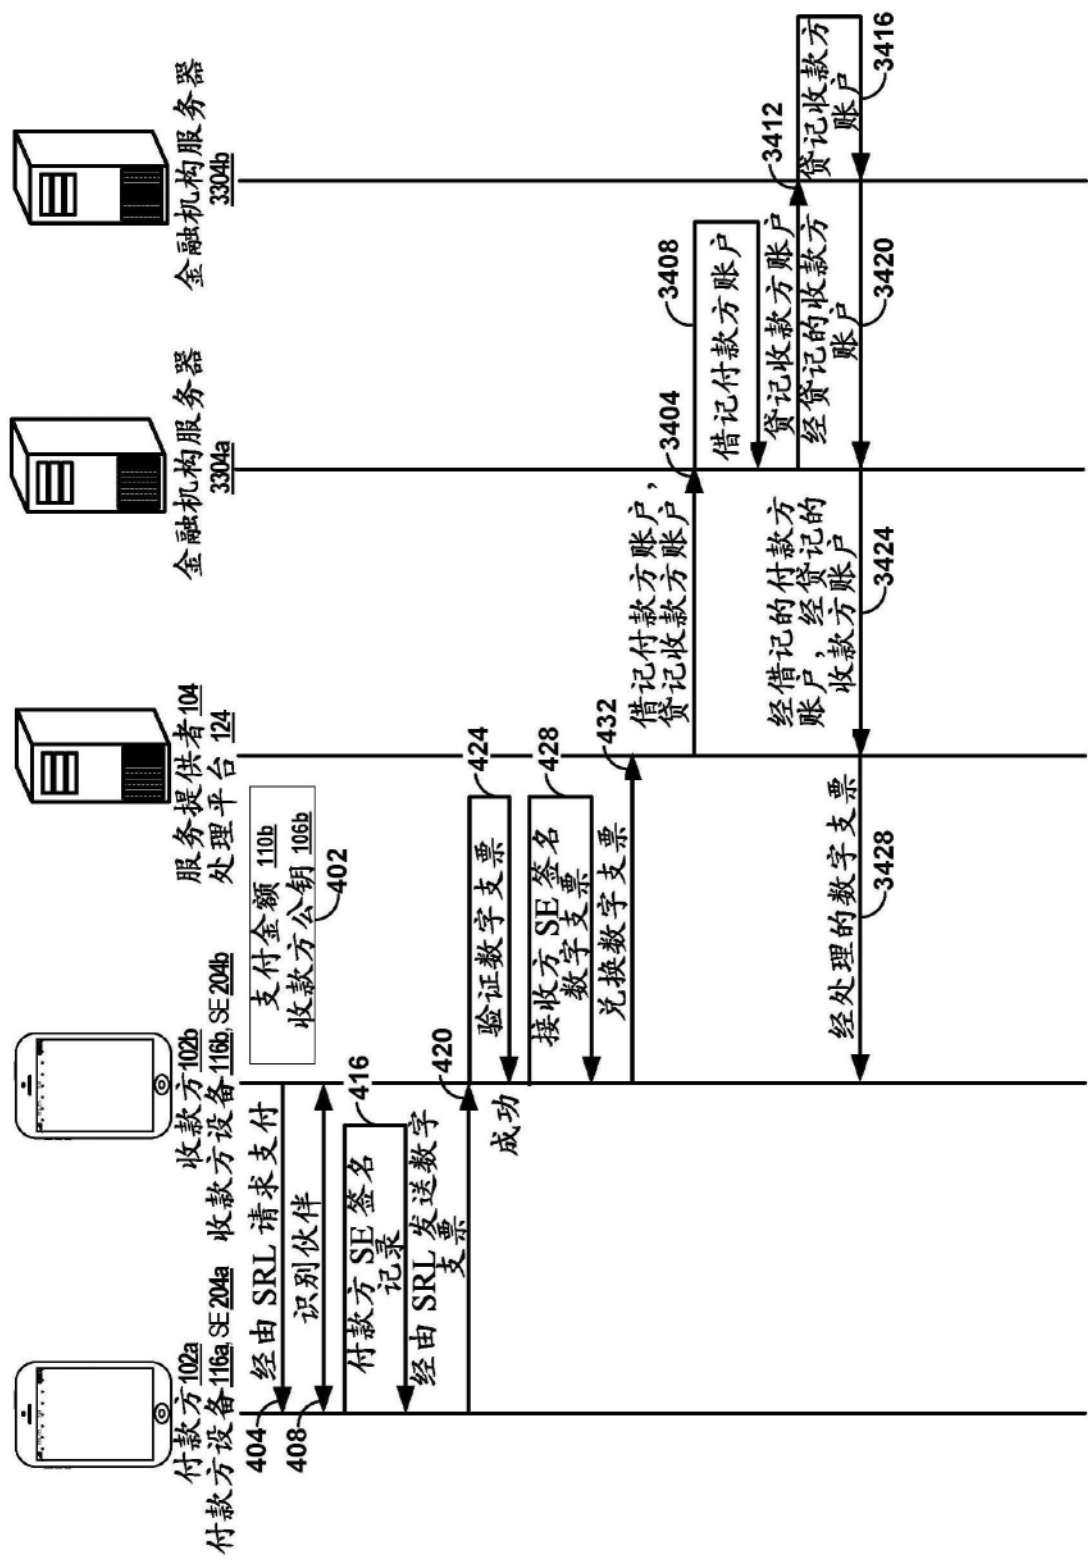 付款方102a
付款方设备116a, SE 204a
收款方102b
收款方设备116b, SE 204b
服务提供者104
处理平台124
金融机构服务器
3304a
金融机构服务器
3304b
支付金额 110b
收款方公钥 106b
402
经由 SRL 请求支付
404
识别伙伴
408
付款方 SE 签名
记录
416
经由 SRL 发送数字
支票
420
验证数字支票
424
成功
接收方 SE 签名
数字支票
428
兑换数字支票
432
借记付款方账户,
贷记收款方账户
3404
借记付款方账户
3408
贷记收款方账户
3412
贷记收款方
账户
3416
经贷记的收款方
账户
3420
经借记的付款方
账户，经贷记的
收款方账户
3424
经处理的数字支票
3428